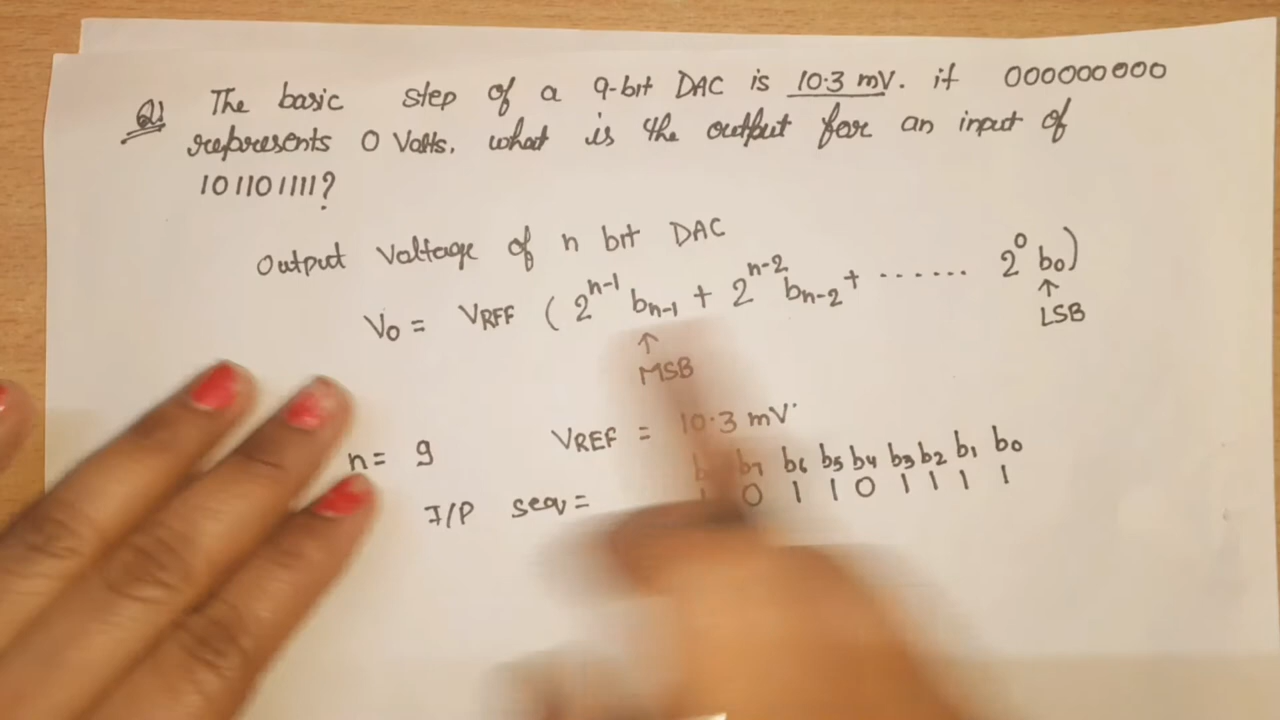 Q1 The basic step of a 9-bit DAC is 10.3 mV. if 000000000
represents 0 Volts. what is the output for an input of
101101111?
Output Voltage of n bit DAC
V0 = VREF ( 2^n-1 bn-1 + 2^n-2 bn-2 + ...... 2^0 b0)
↑ MSB ↑ LSB
n= 9 VREF = 10.3 mV
b7 b6 b5 b4 b3 b2 b1 b0
I/P seq = 1 0 1 1 0 1 1 1 1